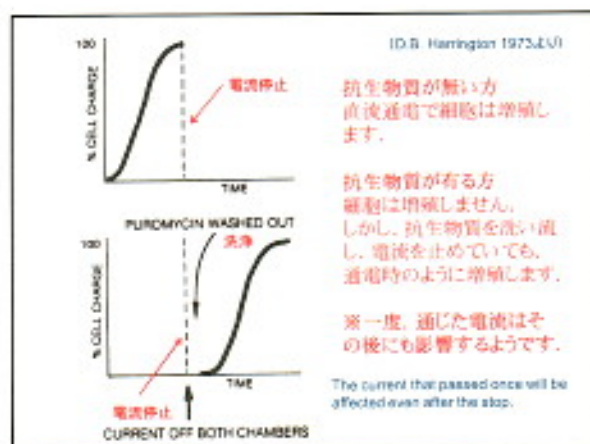 (D.B. Harrington 1973より)
100
電流停止
% CELL CHARGE
TIME
抗生物質が無い方
直流通電で細胞は増殖し
ます.
抗生物質が有る方
細胞は増殖しません.
しかし、抗生物質を洗い流
し、電流を止めていても、
通電時のように増殖します.
※一度、通じた電流はそ
の後にも影響するようです.
The current that passed once will be
affected even after the stop.
PUROMYCIN WASHED OUT
洗浄
100
% CELL CHARGE
TIME
電流停止
CURRENT OFF BOTH CHAMBERS